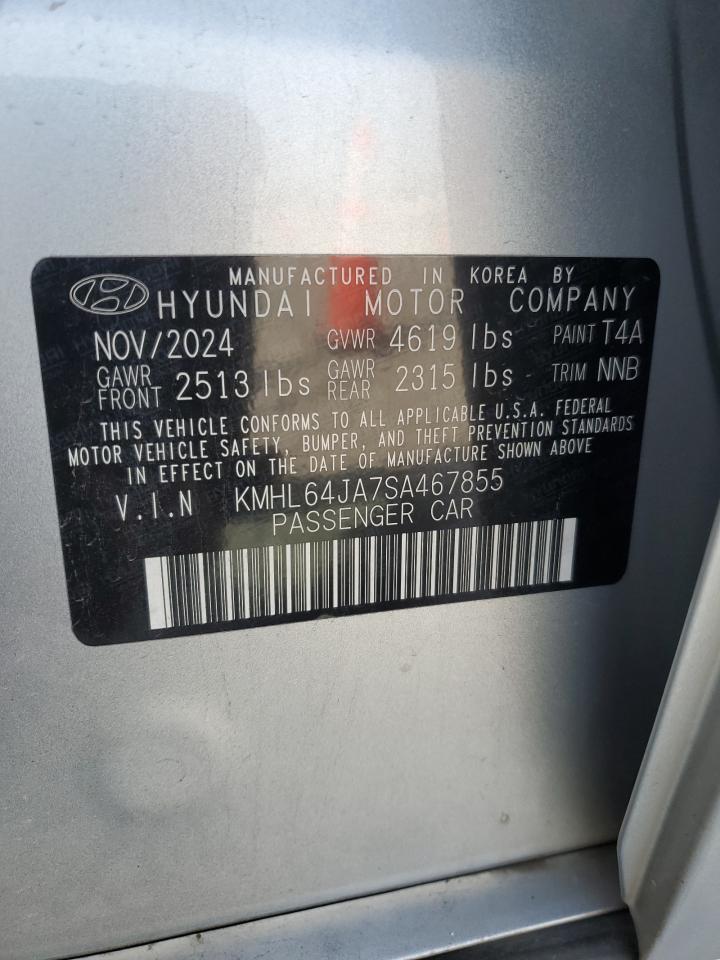 MANUFACTURED IN KOREA BY
HYUNDAI MOTOR COMPANY
NOV/2024 GVWR 4619 lbs PAINT T4A
GAWR FRONT 2513 lbs GAWR REAR 2315 lbs TRIM NNB
THIS VEHICLE CONFORMS TO ALL APPLICABLE U.S.A. FEDERAL
MOTOR VEHICLE SAFETY, BUMPER, AND THEFT PREVENTION STANDARDS
IN EFFECT ON THE DATE OF MANUFACTURE SHOWN ABOVE
V.I.N KMHL64JA7SA467855
PASSENGER CAR